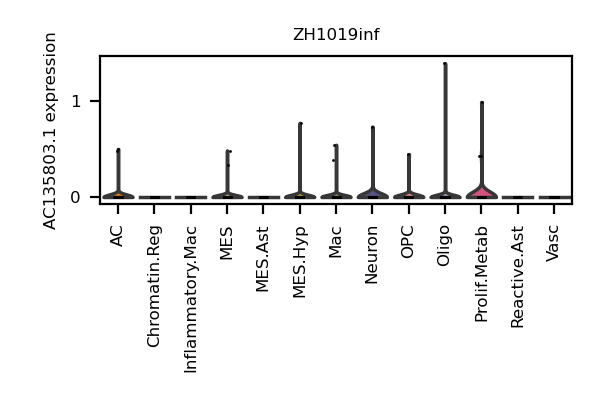 ZH1019inf
AC135803.1 expression
1
0
AC
Chromatin.Reg
Inflammatory.Mac
MES
MES.Ast
MES.Hyp
Mac
Neuron
OPC
Oligo
Prolif.Metab
Reactive.Ast
Vasc